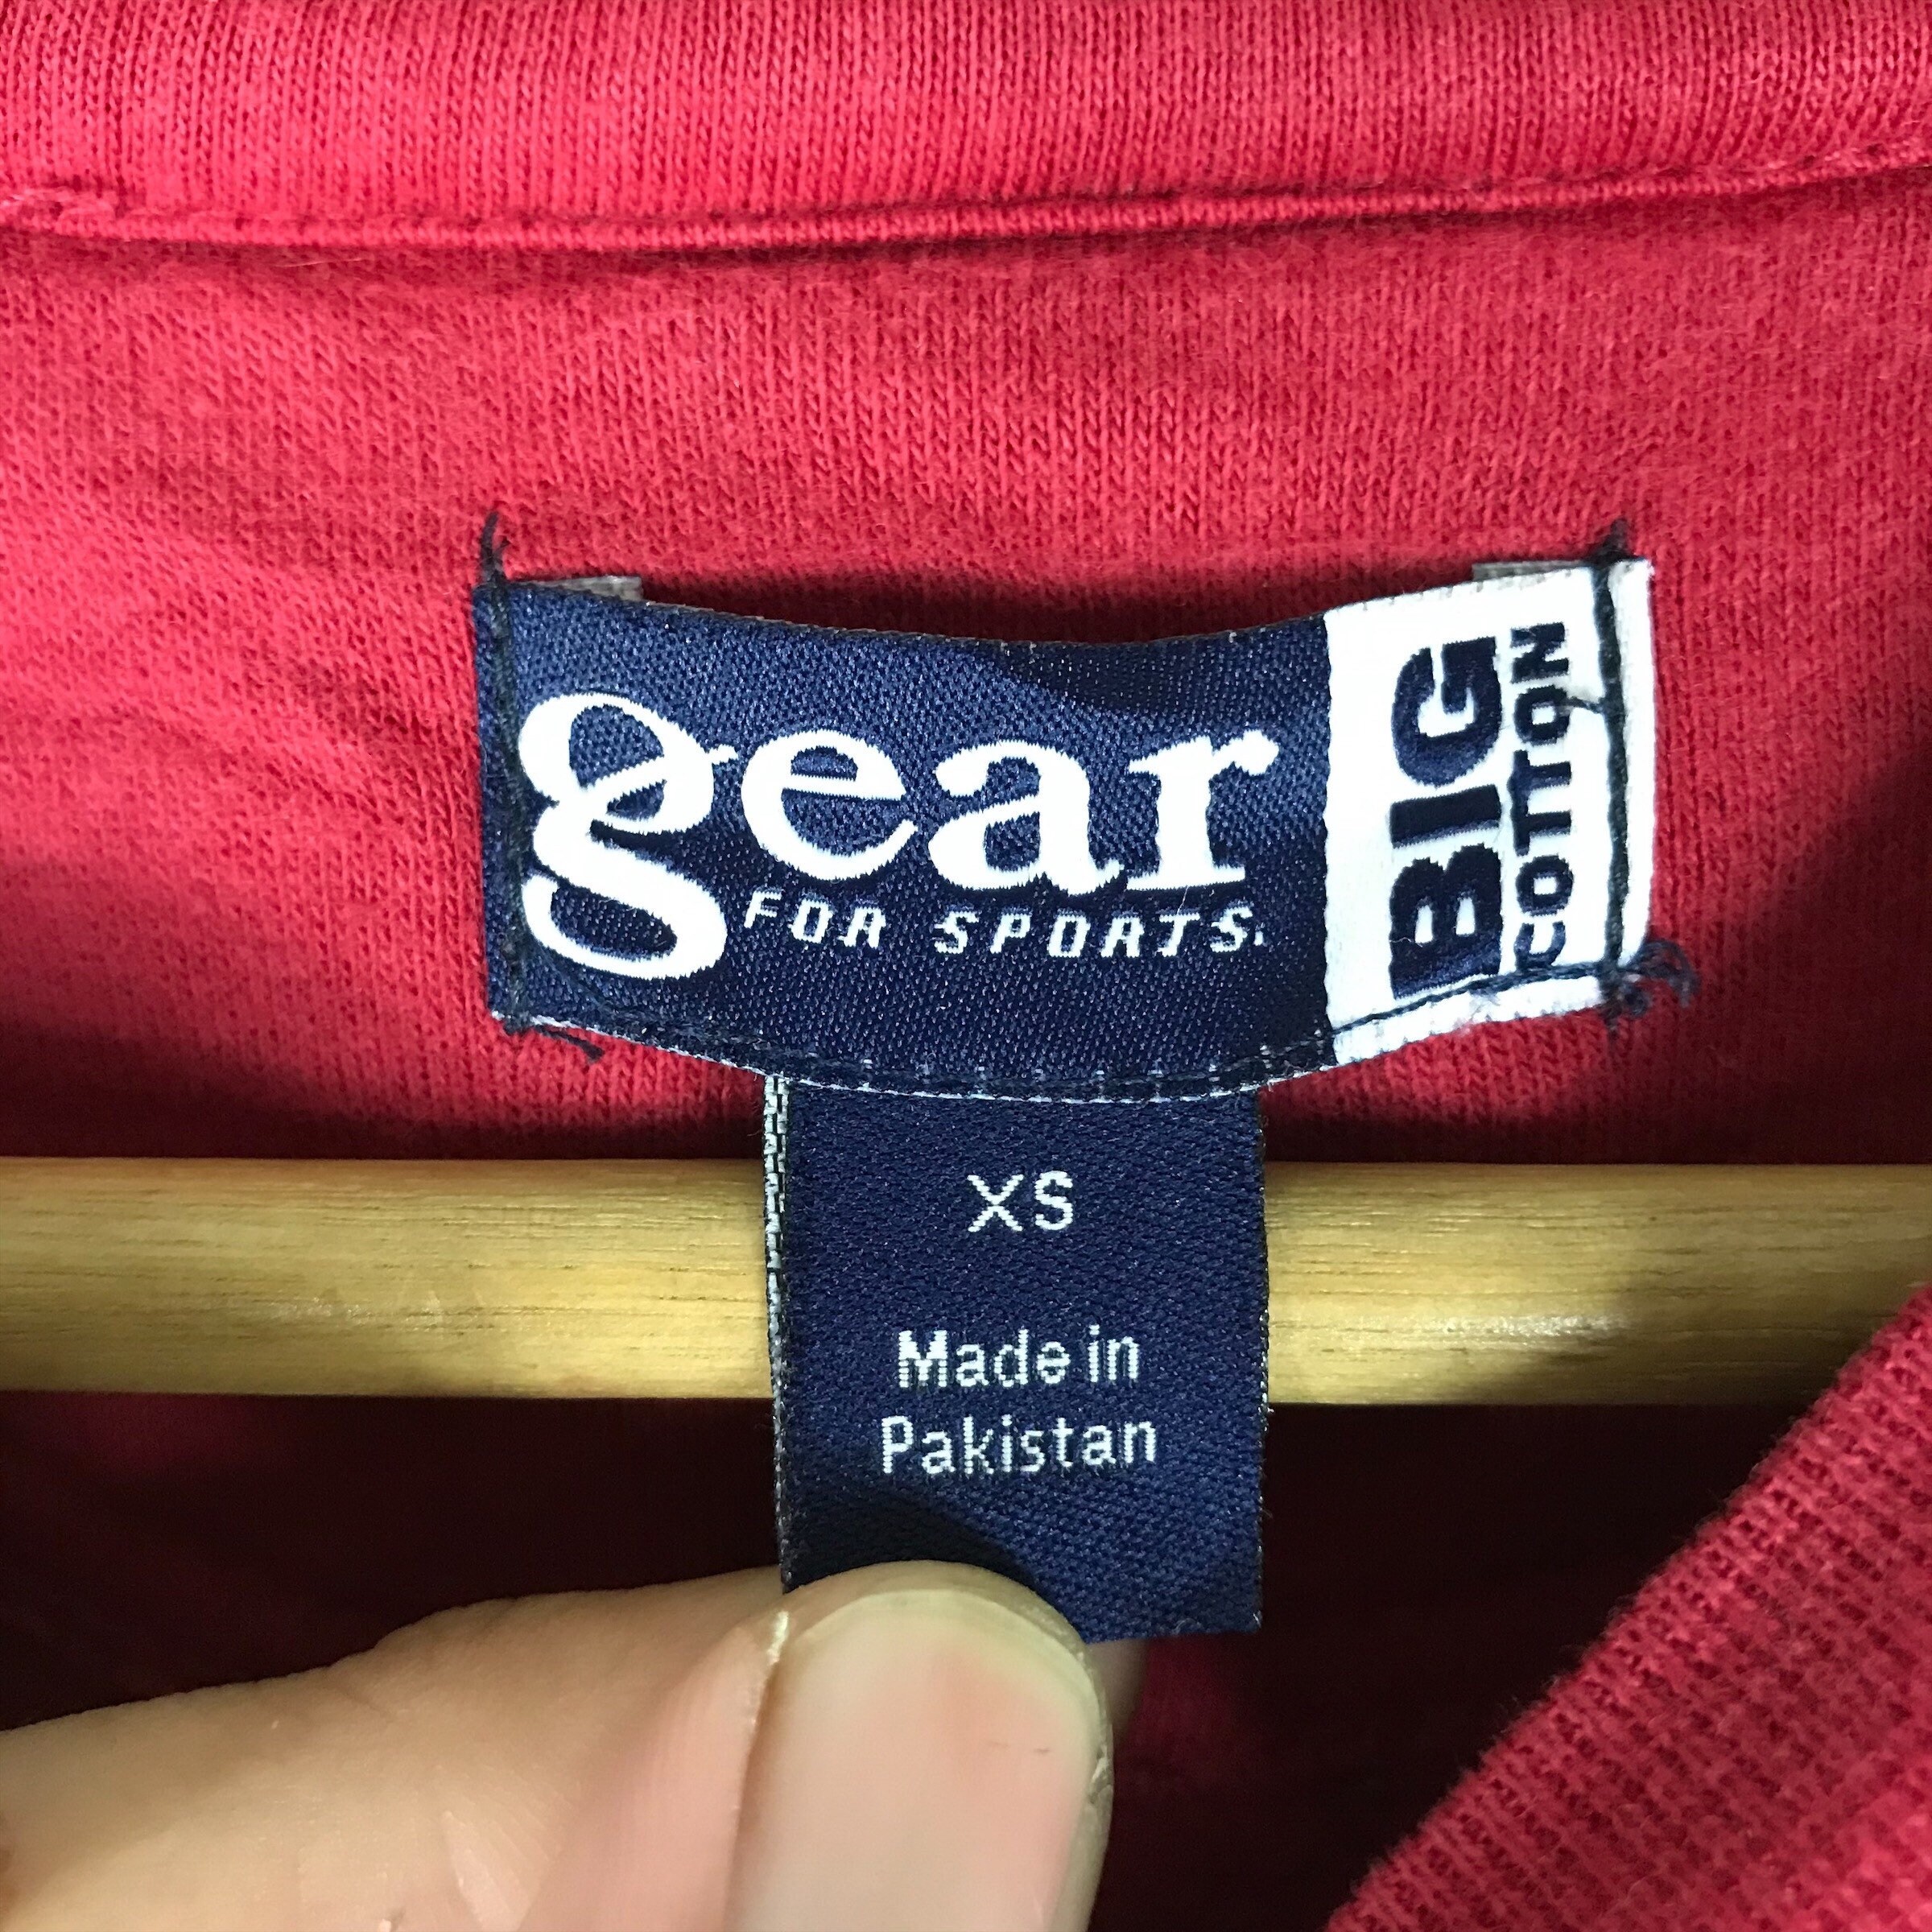 gear
FOR SPORTS.
BIG
COTTON
XS
Made in
Pakistan